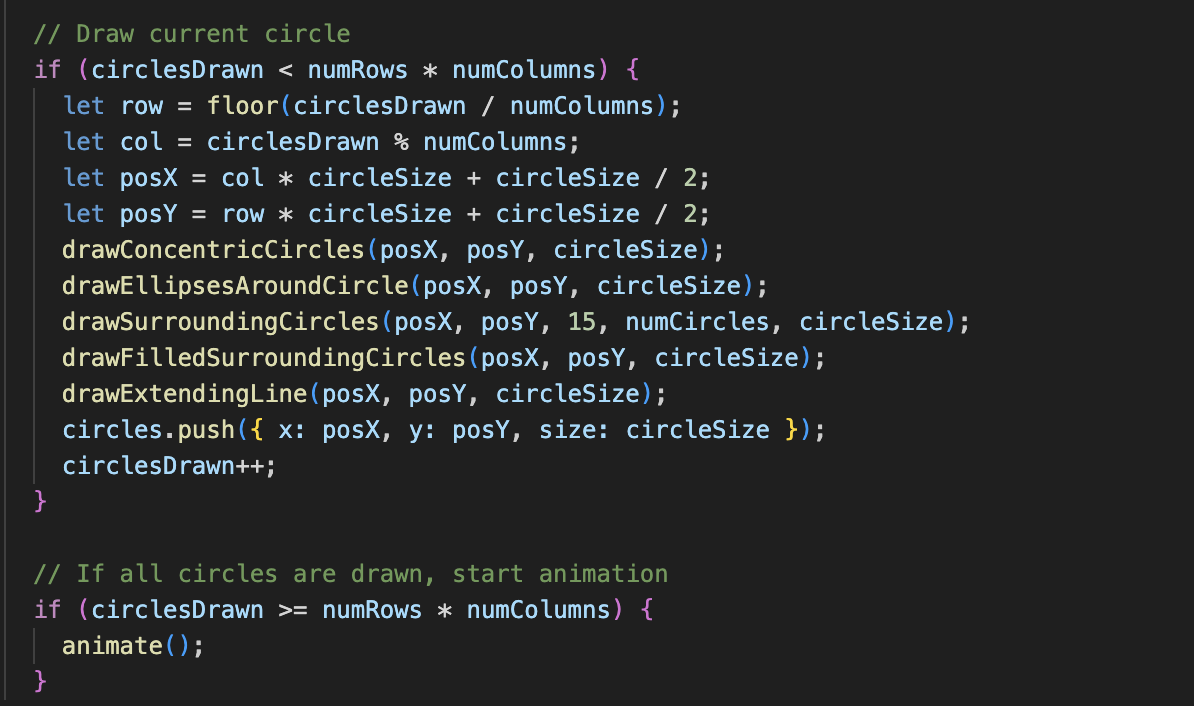 // Draw current circle
if (circlesDrawn < numRows * numColumns) {
let row = floor(circlesDrawn / numColumns);
let col = circlesDrawn % numColumns;
let posX = col * circleSize + circleSize / 2;
let posY = row * circleSize + circleSize / 2;
drawConcentricCircles(posX, posY, circleSize);
drawEllipsesAroundCircle(posX, posY, circleSize);
drawSurroundingCircles(posX, posY, 15, numCircles, circleSize);
drawFilledSurroundingCircles(posX, posY, circleSize);
drawExtendingLine(posX, posY, circleSize);
circles.push({ x: posX, y: posY, size: circleSize });
circlesDrawn++;
}
// If all circles are drawn, start animation
if (circlesDrawn >= numRows * numColumns) {
animate();
}